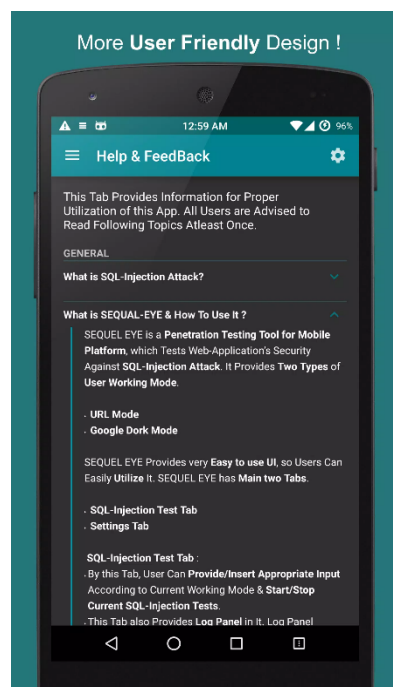 More User Friendly Design !
12:59 AM
96%
Help & FeedBack
This Tab Provides Information for Proper
Utilization of this App. All Users are Advised to
Read Following Topics Atleast Once.
GENERAL
What is SQL-Injection Attack?
What is SEQUAL-EYE & How To Use It ?
SEQUEL EYE is a Penetration Testing Tool for Mobile
Platform, which Tests Web-Application's Security
Against SQL-Injection Attack. It Provides Two Types of
User Working Mode.
. URL Mode
. Google Dork Mode
SEQUEL EYE Provides very Easy to use UI, so Users Can
Easily Utilize It. SEQUEL EYE has Main two Tabs.
. SQL-Injection Test Tab
. Settings Tab
SQL-Injection Test Tab :
. By this Tab, User Can Provide/Insert Appropriate Input
According to Current Working Mode & Start/Stop
Current SQL-Injection Tests.
. This Tab also Provides Log Panel in It. Log Panel